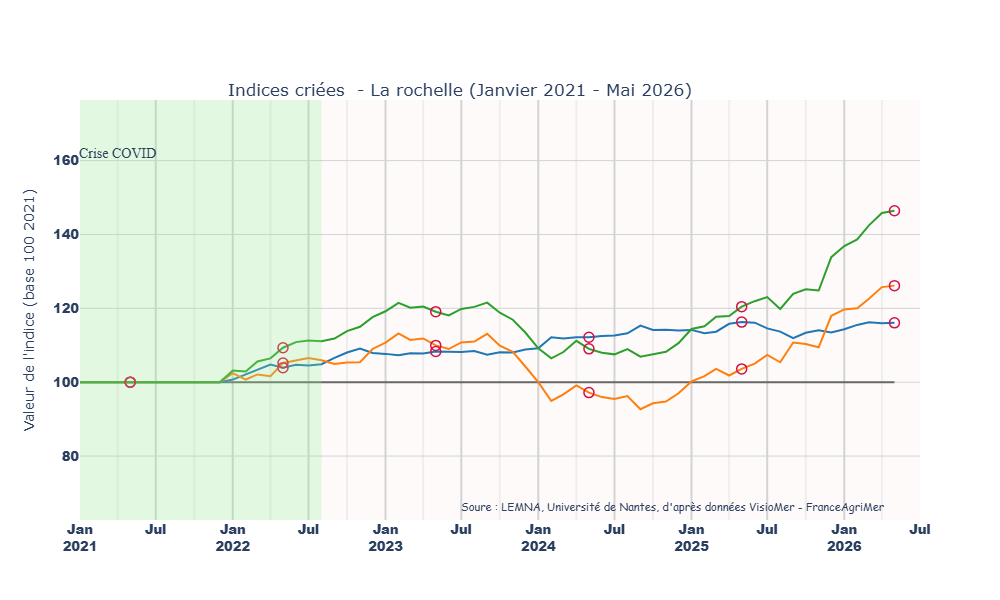 Indices criées  - La rochelle (Janvier 2021 - Mai 2026)
Valeur de l'indice (base 100 2021)
Crise COVID
160
140
120
100
80
Soure : LEMNA, Université de Nantes, d'après données VisioMer - FranceAgriMer
Jan Jul Jan Jul Jan Jul Jan Jul Jan Jul Jan Jul
2021 2022 2023 2024 2025 2026